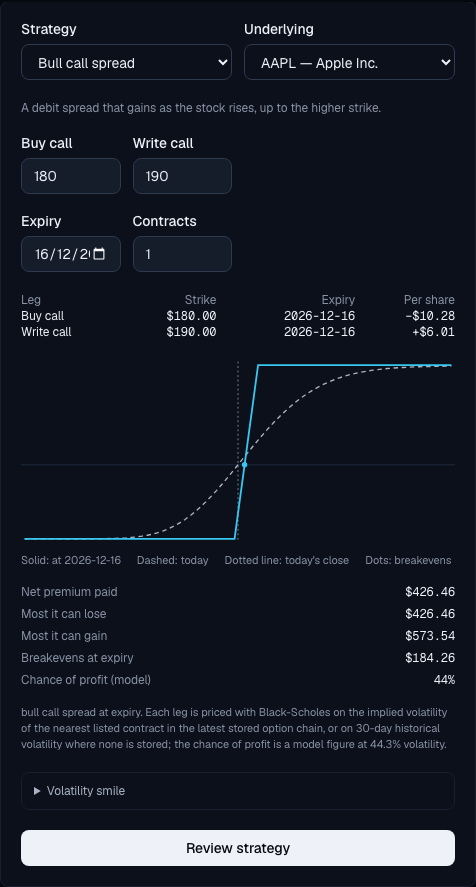 Strategy Underlying
Bull call spread AAPL — Apple Inc.
A debit spread that gains as the stock rises, up to the higher strike.
Buy call Write call
180 190
Expiry Contracts
16/12/2 1
Leg Strike Expiry Per share
Buy call $180.00 2026-12-16 −$10.28
Write call $190.00 2026-12-16 +$6.01
Solid: at 2026-12-16 Dashed: today Dotted line: today's close Dots: breakevens
Net premium paid $426.46
Most it can lose $426.46
Most it can gain $573.54
Breakevens at expiry $184.26
Chance of profit (model) 44%
bull call spread at expiry. Each leg is priced with Black-Scholes on the implied volatility
of the nearest listed contract in the latest stored option chain, or on 30-day historical
volatility where none is stored; the chance of profit is a model figure at 44.3% volatility.
Volatility smile
Review strategy